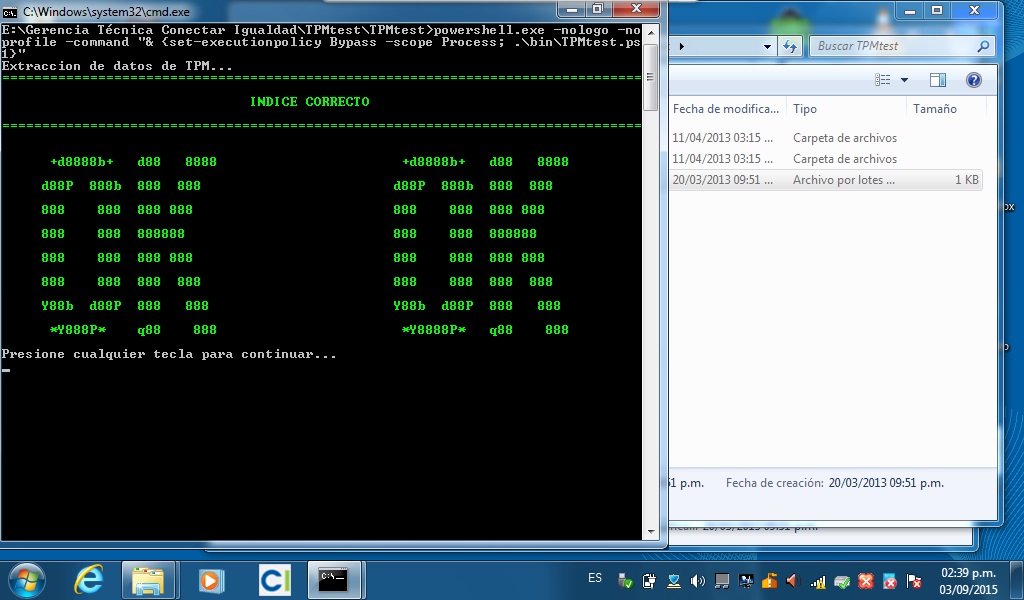 C:\Windows\system32\cmd.exe
E:\Gerencia Técnica Conectar Igualdad\TPMtest\TPMtest>powershell.exe -nologo -no
profile -command "& {set-executionpolicy Bypass -scope Process; .\bin\TPMtest.ps
1}"
Extraccion de datos de TPM...
================================================================================
INDICE CORRECTO
================================================================================
+d8888b+   d88    8888                       +d8888b+   d88    8888
d88P  888b  888  888                        d88P  888b  888  888
888    888  888 888                         888    888  888 888
888    888  888888                          888    888  888888
888    888  888 888                         888    888  888 888
888    888  888  888                        888    888  888  888
Y88b  d88P  888   888                       Y88b  d88P  888   888
*Y888P*    q88    888                       *Y8888P*   q88    888
Presione cualquier tecla para continuar...
Buscar TPMtest
Fecha de modifica... Tipo Tamaño
11/04/2013 03:15 ... Carpeta de archivos
11/04/2013 03:15 ... Carpeta de archivos
20/03/2013 09:51 ... Archivo por lotes ... 1 KB
51 p.m. Fecha de creación: 20/03/2013 09:51 p.m.
ox
CI
C:\_
ES
02:39 p.m.
03/09/2015